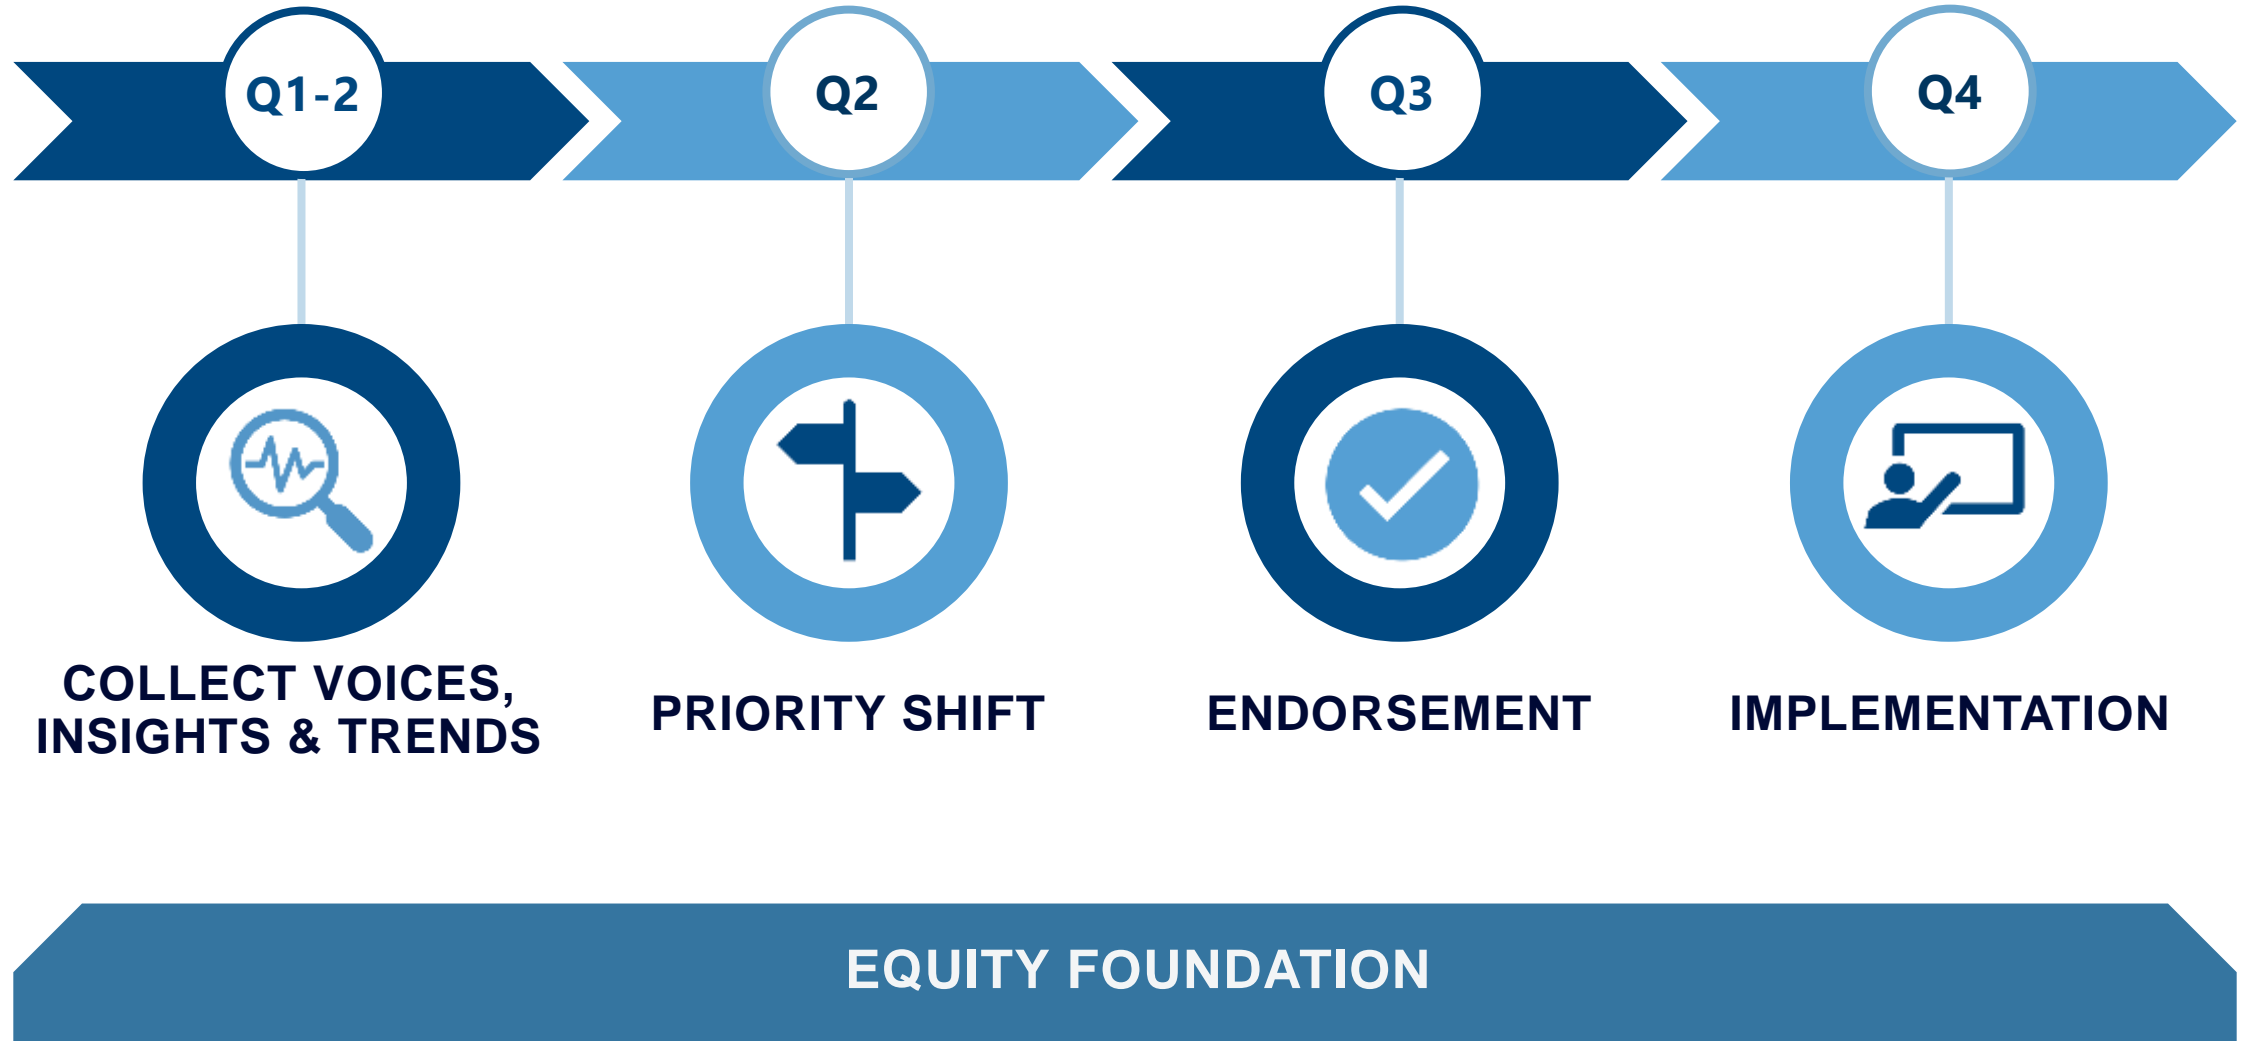 Q1-2
Q2
Q3
Q4
COLLECT VOICES,
INSIGHTS & TRENDS
PRIORITY SHIFT
ENDORSEMENT
IMPLEMENTATION
EQUITY FOUNDATION